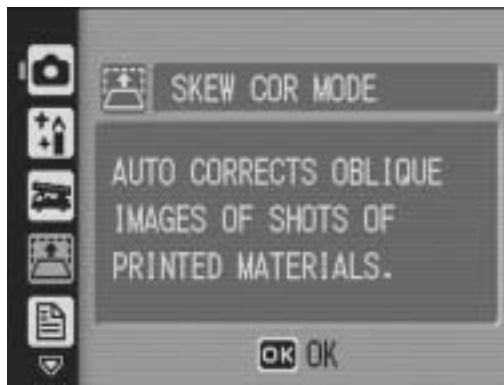 SKEW COR MODE
AUTO CORRECTS OBLIQUE
IMAGES OF SHOTS OF
PRINTED MATERIALS.
OK OK